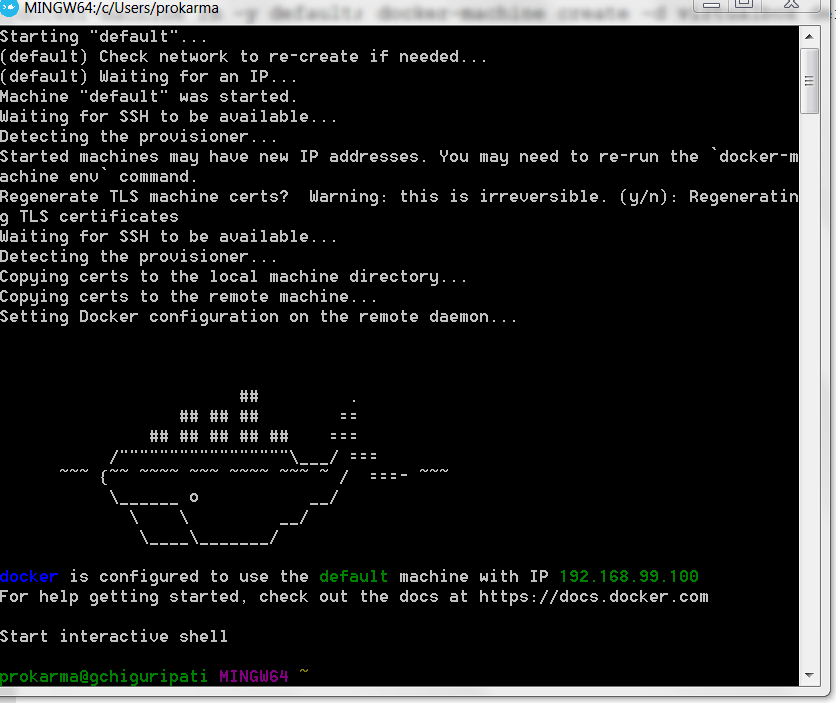 MINGW64:/c/Users/prokarma
-y default; docker-machine create -d virtualbox
Starting "default"...
(default) Check network to re-create if needed...
(default) Waiting for an IP...
Machine "default" was started.
Waiting for SSH to be available...
Detecting the provisioner...
Started machines may have new IP addresses. You may need to re-run the `docker-m
achine env` command.
Regenerate TLS machine certs?  Warning: this is irreversible. (y/n): Regeneratin
g TLS certificates
Waiting for SSH to be available...
Detecting the provisioner...
Copying certs to the local machine directory...
Copying certs to the remote machine...
Setting Docker configuration on the remote daemon...
                        ##         .
                  ## ## ##        ==
               ## ## ## ## ##    ===
           /"""""""""""""""""\___/ ===
      ~~~ {~~ ~~~~ ~~~ ~~~~ ~~~ ~ /  ===- ~~~
           \______ o           __/
             \    \         __/
              \____\_______/
docker is configured to use the default machine with IP 192.168.99.100
For help getting started, check out the docs at https://docs.docker.com
Start interactive shell
prokarma@gchiguripati MINGW64 ~